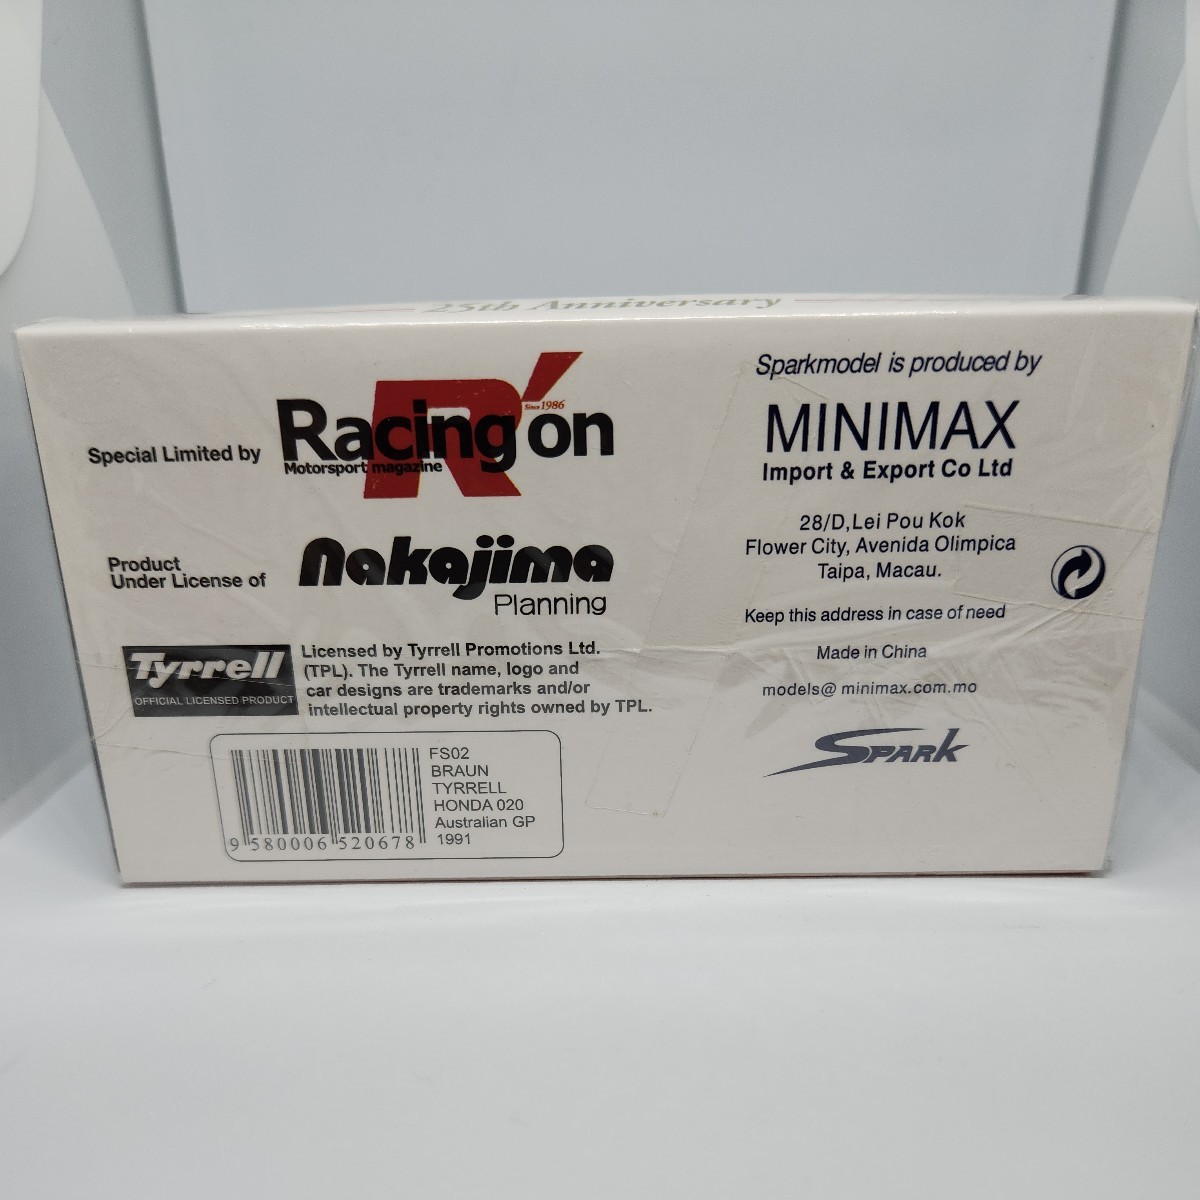 25th Anniversary
Special Limited by
R'
Racing on
Since 1986
Motorsport magazine
Product
Under License of
nakajima
Planning
Tyrrell
OFFICIAL LICENSED PRODUCT
Licensed by Tyrrell Promotions Ltd.
(TPL). The Tyrrell name, logo and
car designs are trademarks and/or
intellectual property rights owned by TPL.
9 580006 520678
FS02
BRAUN
TYRRELL
HONDA 020
Australian GP
1991
Sparkmodel is produced by
MINIMAX
Import & Export Co Ltd
28/D,Lei Pou Kok
Flower City, Avenida Olimpica
Taipa, Macau.
Keep this address in case of need
Made in China
models@ minimax.com.mo
SPARK